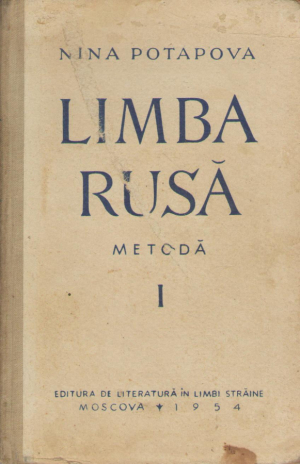 NINA POTAPOVA
LIMBA
RUSĂ
METODĂ
I
EDITURA DE LITERATURĂ ÎN LIMBI STRĂINE
MOSCOVA ★ 1954